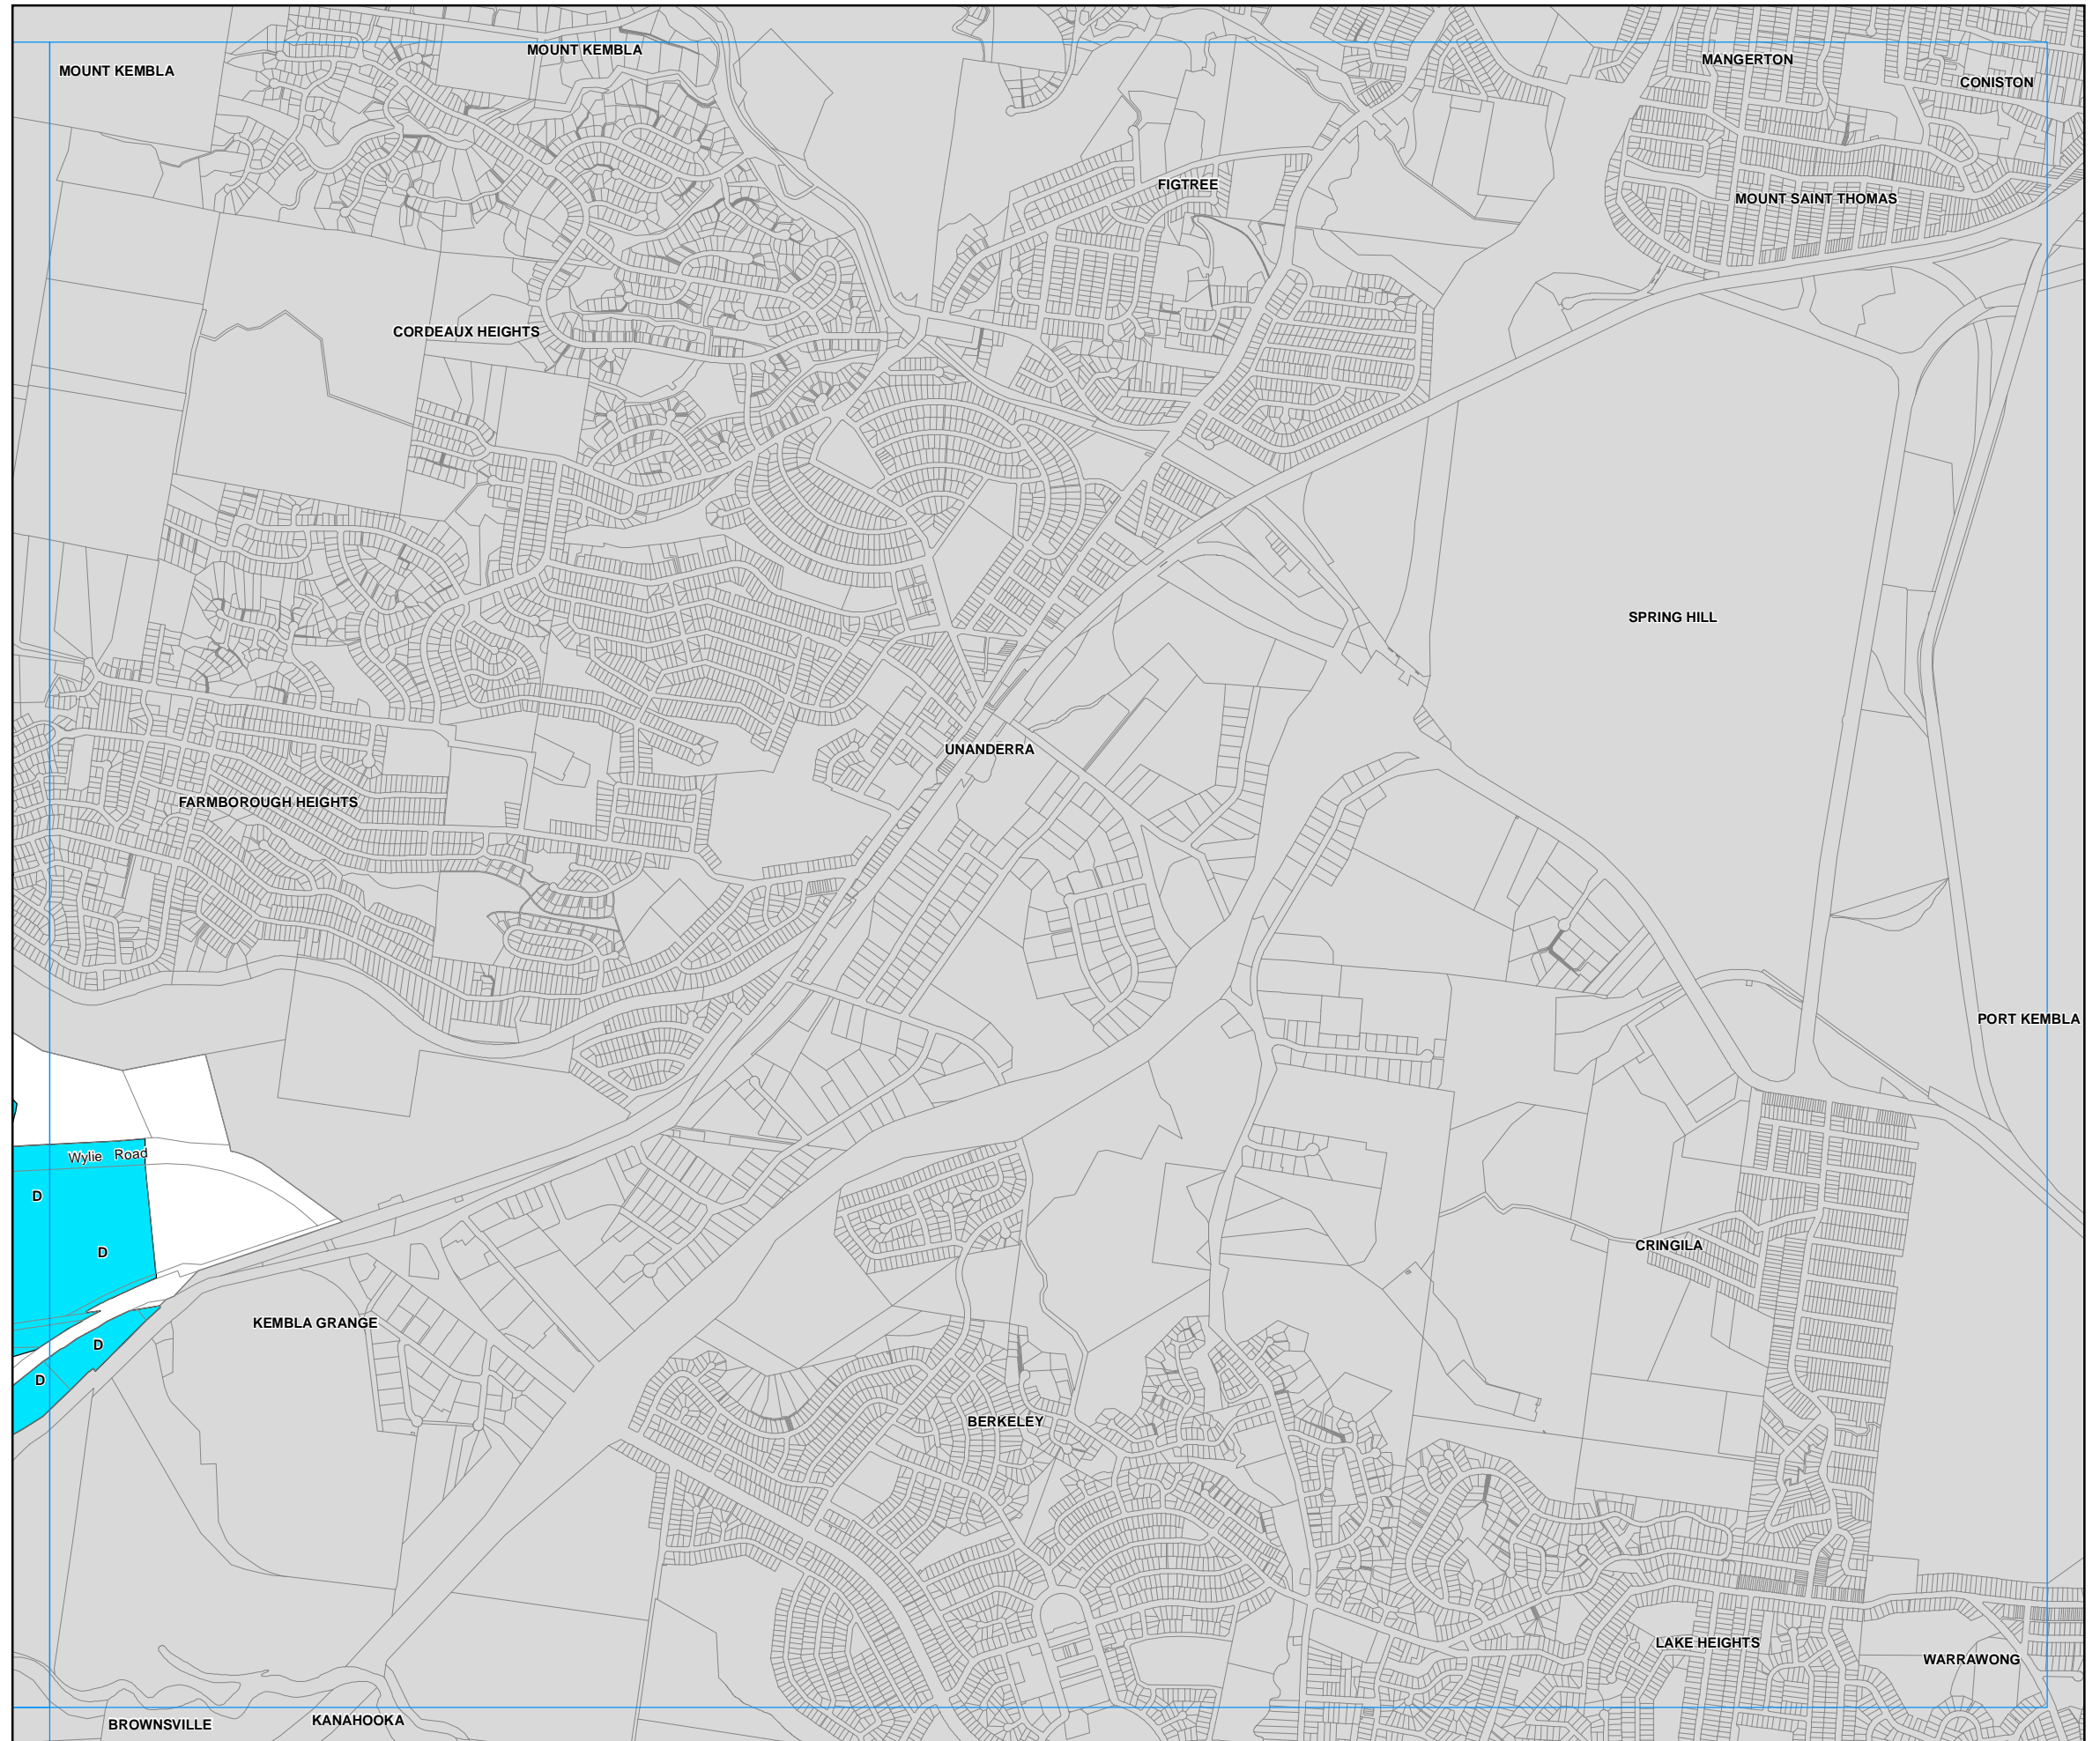 MOUNT KEMBLA
MANGERTON
MOUNT KEMBLA
CONISTON
FIGTREE
MOUNT SAINT THOMAS
CORDEAUX HEIGHTS
SPRING HILL
UNANDERRA
FARMBOROUGH HEIGHTS
PORT KEMBLA
Wylie Road
D
CRINGILA
D
KEMBLA GRANGE
D
D
BERKELEY
LAKE HEIGHTS
WARRAWONG
KANAHOOKA
BROWNSVILLE